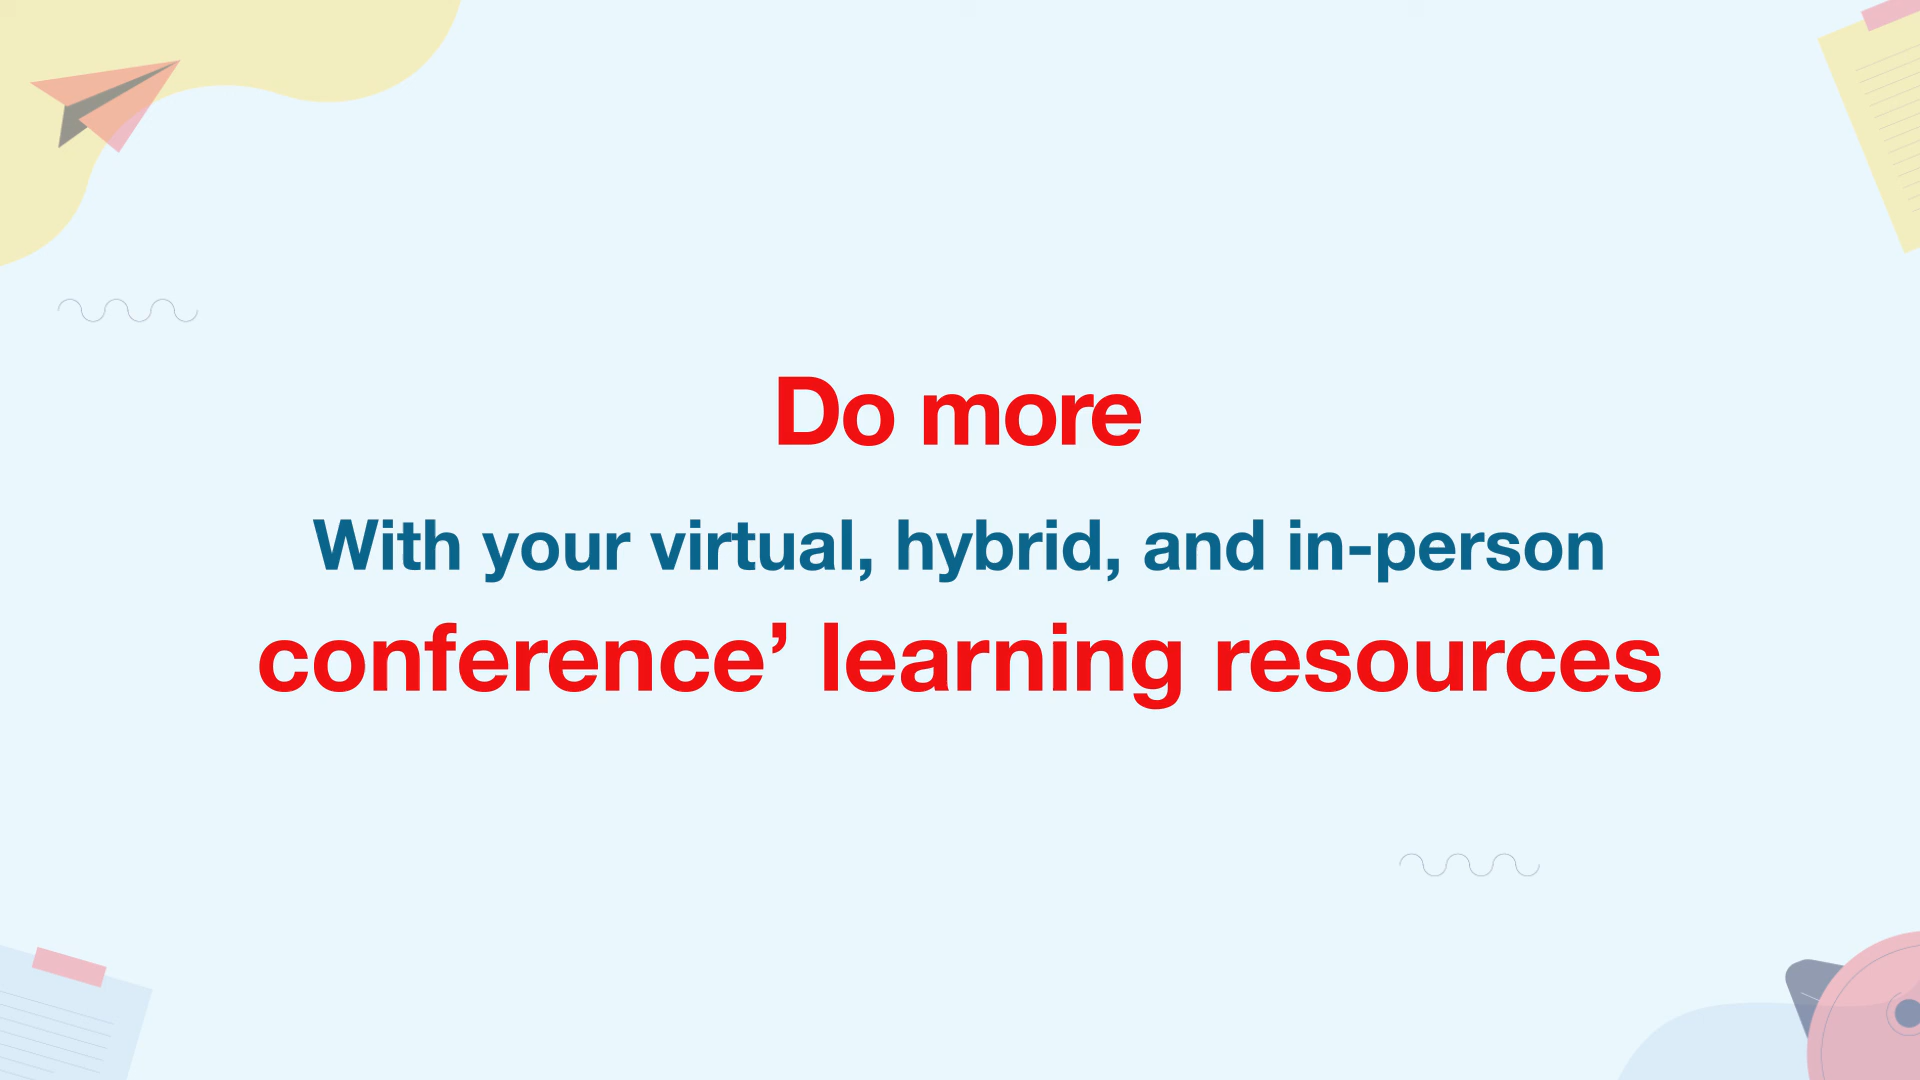 Do more
With your virtual, hybrid, and in-person
conference’ learning resources